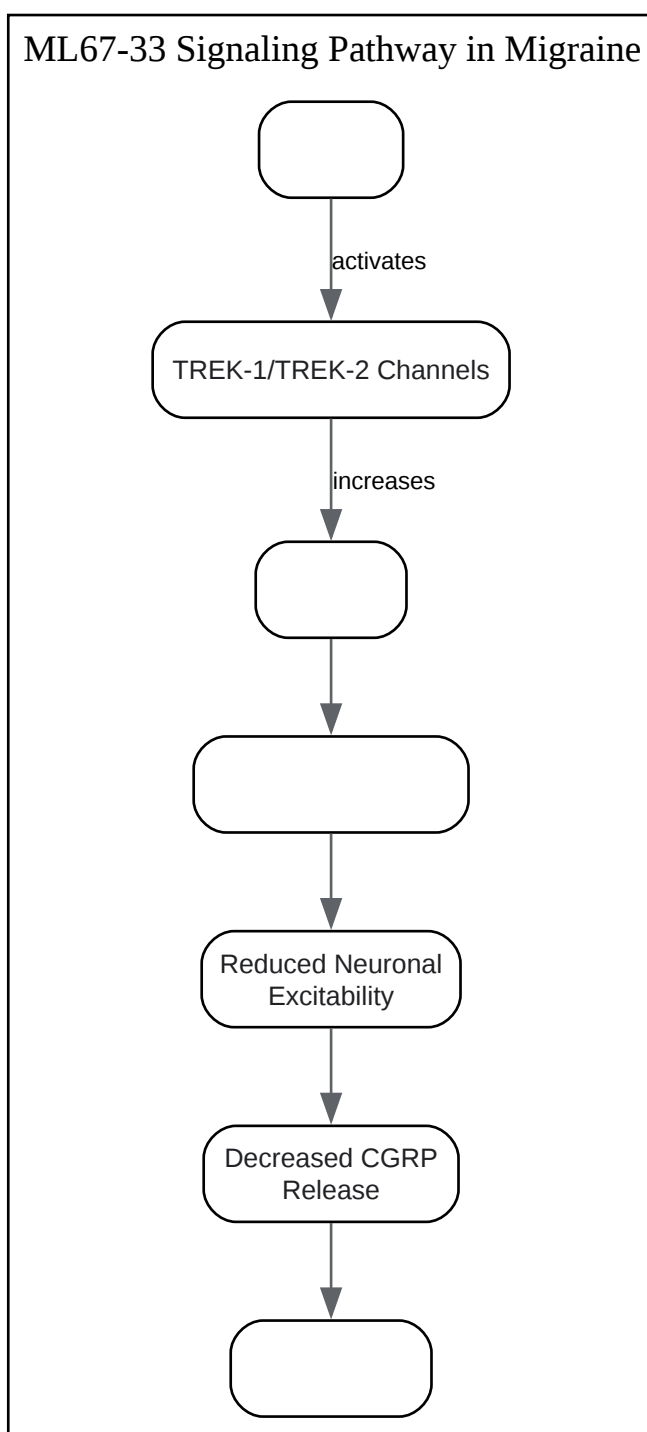 ML67-33 Signaling Pathway in Migraine
activates
TREK-1/TREK-2 Channels
increases
Reduced Neuronal
Excitability
Decreased CGRP
Release